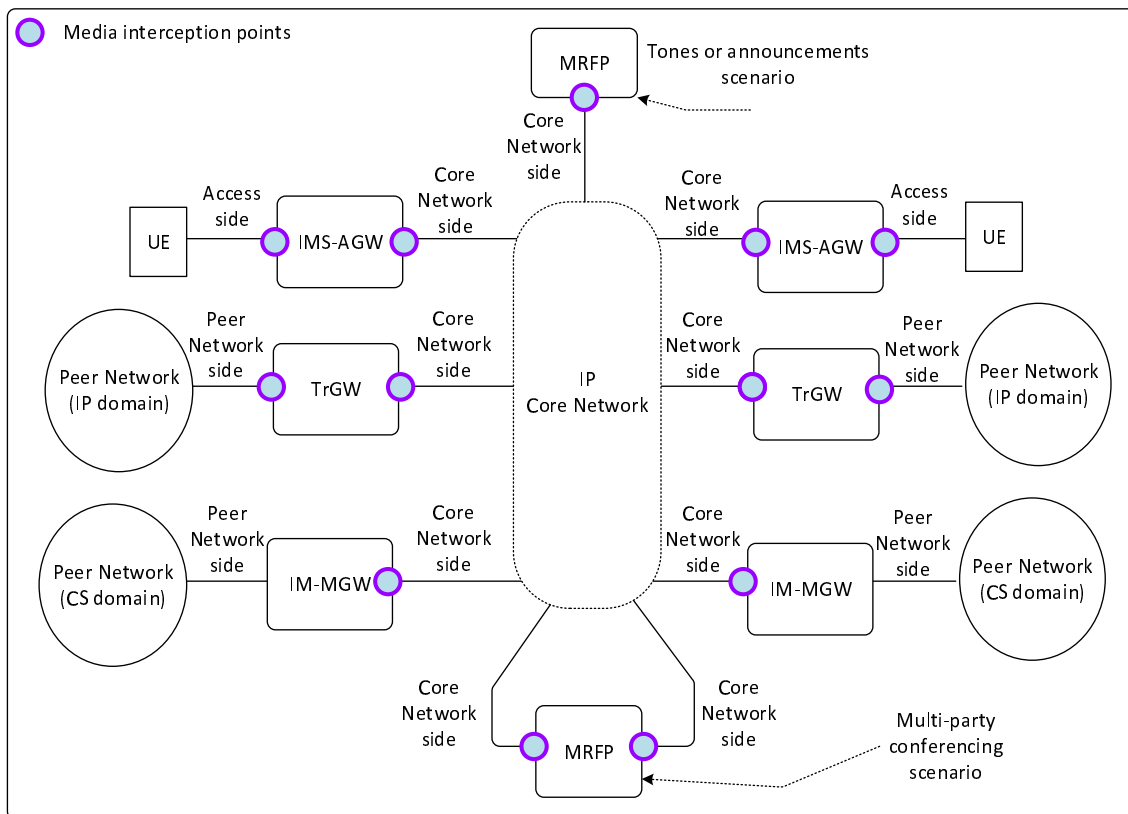 Media interception points
MRFP
Tones or announcements
scenario
Core
Network
side
Access
side
Core
Network
side
Core
Network
side
Access
side
UE
IMS-AGW
IMS-AGW
UE
Peer
Network
side
Core
Network
side
Core
Network
side
Peer
Network
side
Peer Network
(IP domain)
TrGW
IP
Core Network
TrGW
Peer Network
(IP domain)
Peer
Network
side
Core
Network
side
Core
Network
side
Peer
Network
side
Peer Network
(CS domain)
IM-MGW
IM-MGW
Peer Network
(CS domain)
Core
Network
side
Core
Network
side
MRFP
Multi-party
conferencing
scenario